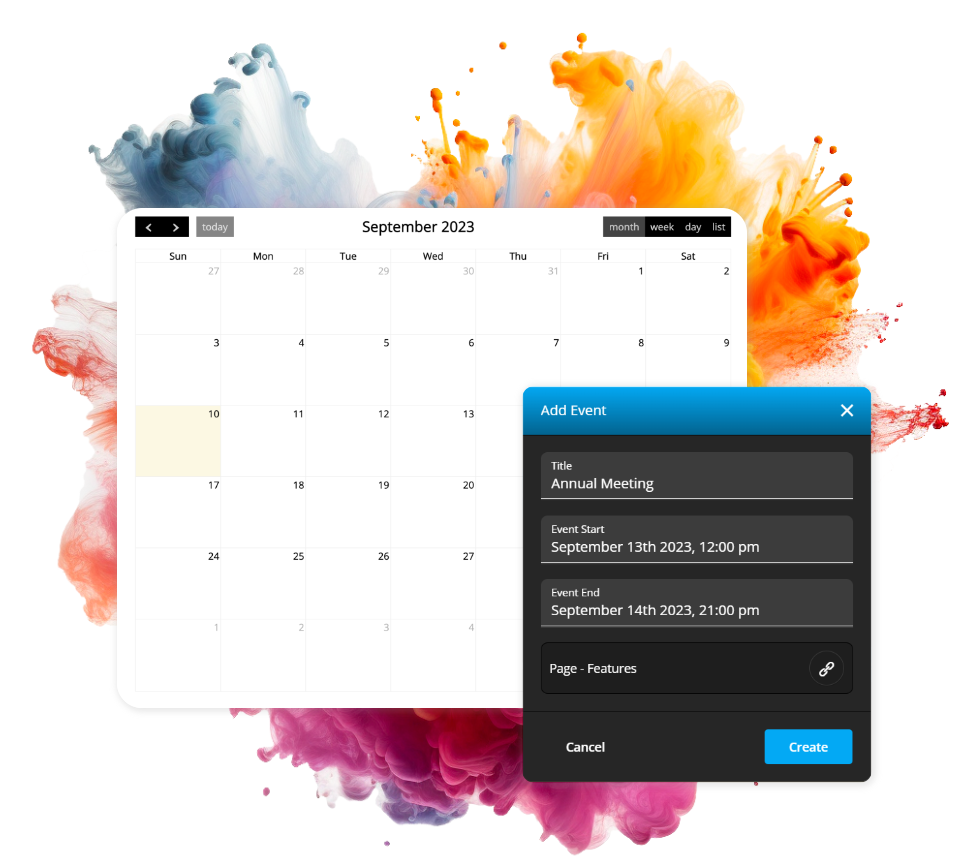 today
September 2023
month week day list
Sun Mon Tue Wed Thu Fri Sat
27 28 29 30 31 1 2
3 4 5 6 7 8 9
10 11 12 13
17 18 19 20
24 25 26 27
1 2 3 4
Add Event
Title
Annual Meeting
Event Start
September 13th 2023, 12:00 pm
Event End
September 14th 2023, 21:00 pm
Page - Features
Cancel
Create